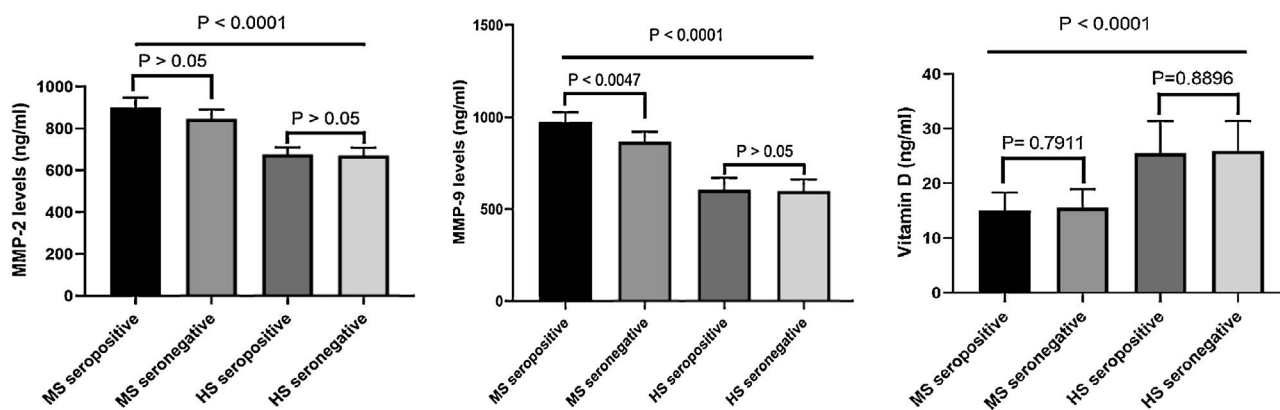 P < 0.0001
P > 0.05
P > 0.05
MMP-2 levels (ng/ml)
1000
800
600
400
200
0
MS seropositive
MS seronegative
HS seropositive
HS seronegative
P < 0.0001
P < 0.0047
P > 0.05
MMP-9 levels (ng/ml)
1500
1000
500
0
MS seropositive
MS seronegative
HS seropositive
HS seronegative
P < 0.0001
P=0.8896
P= 0.7911
Vitamin D (ng/ml)
40
30
20
10
0
MS seropositive
MS seronegative
HS seropositive
HS seronegative